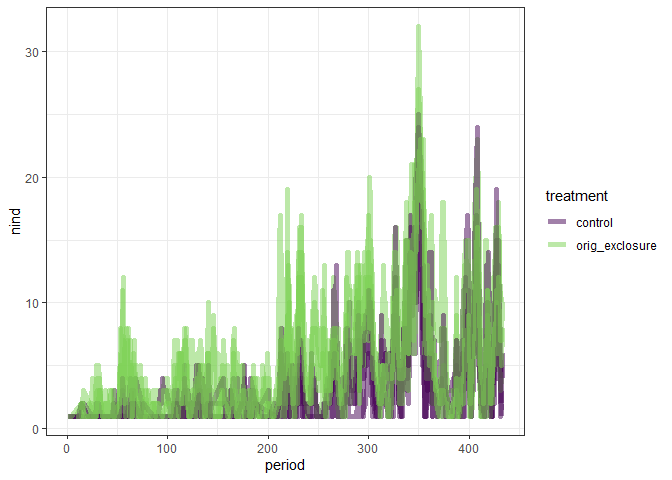 30
20
10
0
nind
0 100 200 300 400
period
treatment
control
orig_exclosure